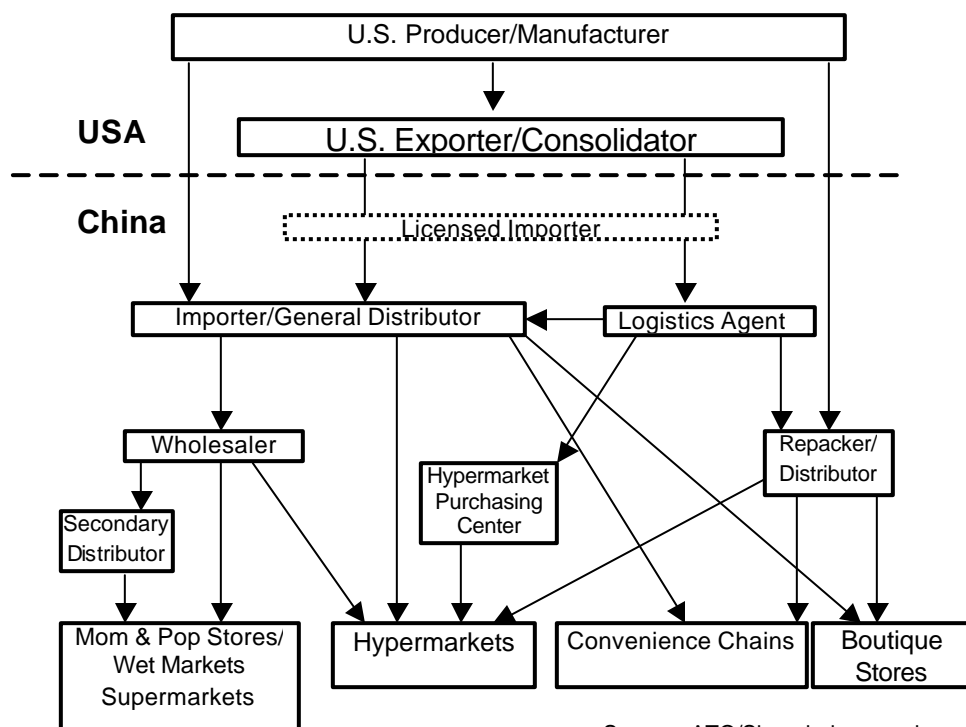 U.S. Producer/Manufacturer
USA
U.S. Exporter/Consolidator
China
Licensed Importer
Importer/General Distributor
Logistics Agent
Wholesaler
Repacker/
Distributor
Hypermarket
Purchasing
Center
Secondary
Distributor
Mom & Pop Stores/
Wet Markets
Supermarkets
Hypermarkets
Convenience Chains
Boutique
Stores